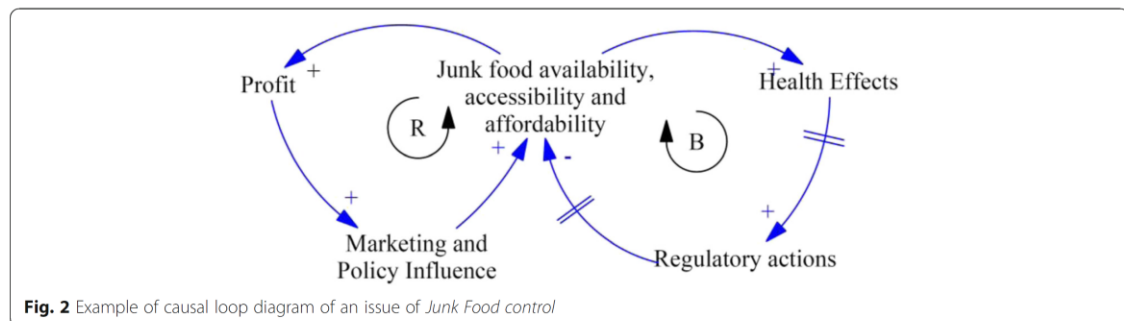 Profit
+
Junk food availability,
accessibility and
affordability
+
Health Effects
R
B
+
-
+
+
Marketing and
Policy Influence
Regulatory actions
Fig. 2 Example of causal loop diagram of an issue of Junk Food control